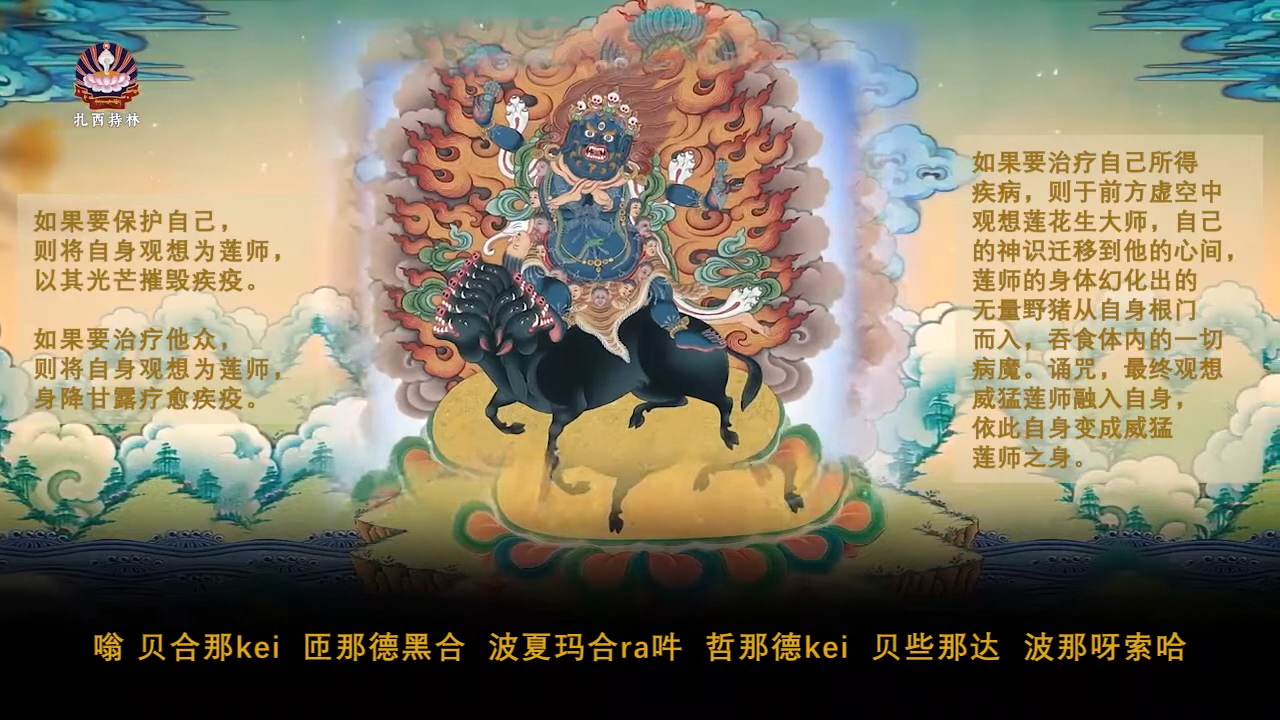 扎西持林
如果要保护自己，
则将自身观想为莲师，
以其光芒摧毁疾疫。
如果要治疗他众，
则将自身观想为莲师，
身降甘露疗愈疾疫。
如果要治疗自己所得
疾病，则于前方虚空中
观想莲花生大师，自己
的神识迁移到他的心间，
莲师的身体幻化出的
无量野猪从自身根门
而入，吞食体内的一切
病魔。诵咒，最终观想
威猛莲师融入自身，
依此自身变成威猛
莲师之身。
嗡 贝合那kei 匝那德黑合 波夏玛合ra吽 哲那德kei 贝些那达 波那呀索哈